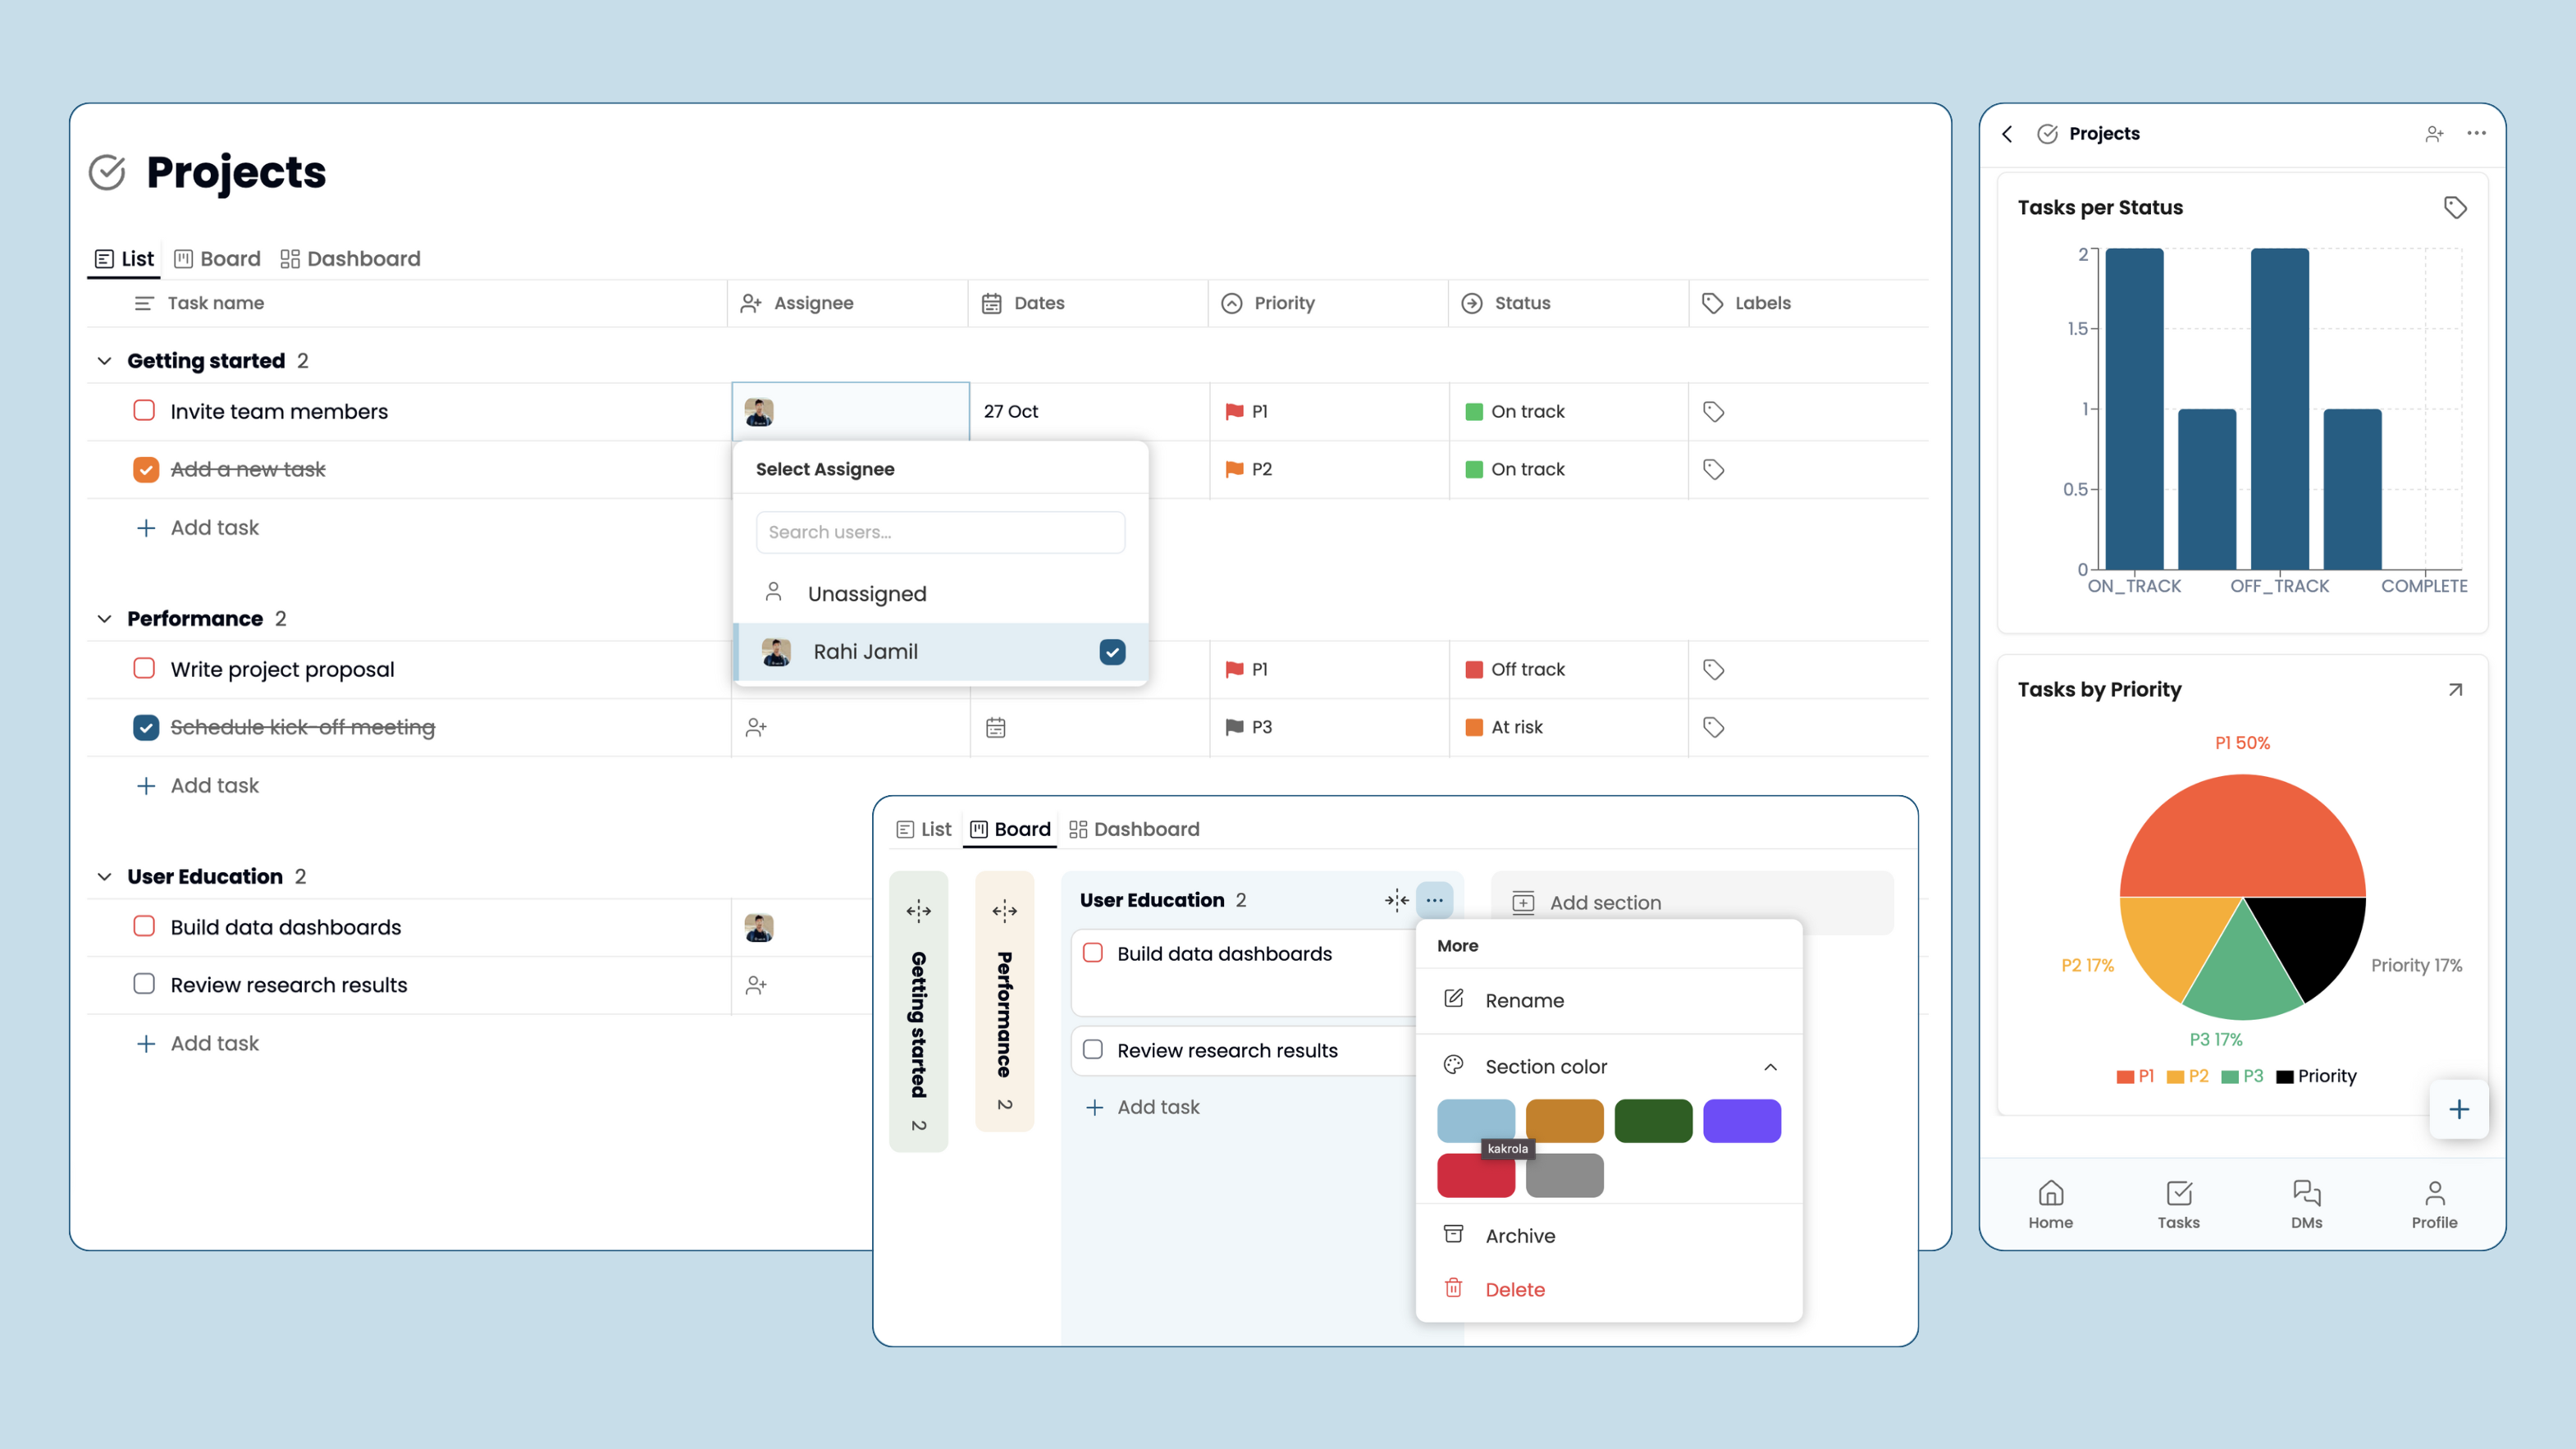 Projects
List Board Dashboard
Task name Assignee Dates Priority Status Labels
Getting started 2
Invite team members 27 Oct P1 On track
Add a new task P2 On track
Add task
Select Assignee
Search users...
Unassigned
Rahi Jamil
Performance 2
Write project proposal P1 Off track
Schedule kick-off meeting P3 At risk
Add task
User Education 2
Build data dashboards
Review research results
Add task
List Board Dashboard
Getting started 2
Performance 2
User Education 2
Build data dashboards
Review research results
Add task
Add section
More
Rename
Section color
kakrola
Archive
Delete
Projects
Tasks per Status
2
1.5
1
0.5
0
ON_TRACK OFF_TRACK COMPLETE
Tasks by Priority
P1 50%
P2 17% Priority 17%
P3 17%
P1 P2 P3 Priority
Home Tasks DMs Profile